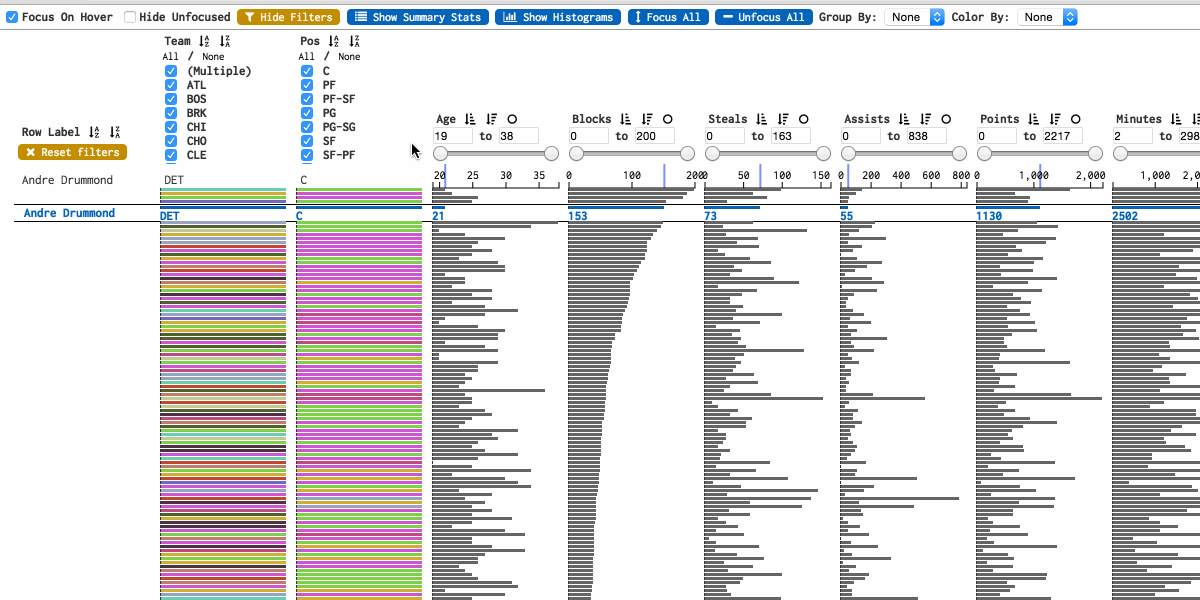 Focus On Hover Hide Unfocused Hide Filters Show Summary Stats Show Histograms Focus All Unfocus All Group By: None Color By: None
Team
All / None
(Multiple)
ATL
BOS
BRK
CHI
CHO
CLE
Pos
All / None
C
PF
PF-SF
PG
PG-SG
SF
SF-PF
Row Label
Reset filters
Age
19 to 38
Blocks
0 to 200
Steals
0 to 163
Assists
0 to 838
Points
0 to 2217
Minutes
2 to 298
Andre Drummond DET C
20 25 30 35
0 100 200
0 50 100 150
0 200 400 600 800
0 1,000 2,000
1,000 2,0
Andre Drummond DET C 21 153 73 55 1130 2502